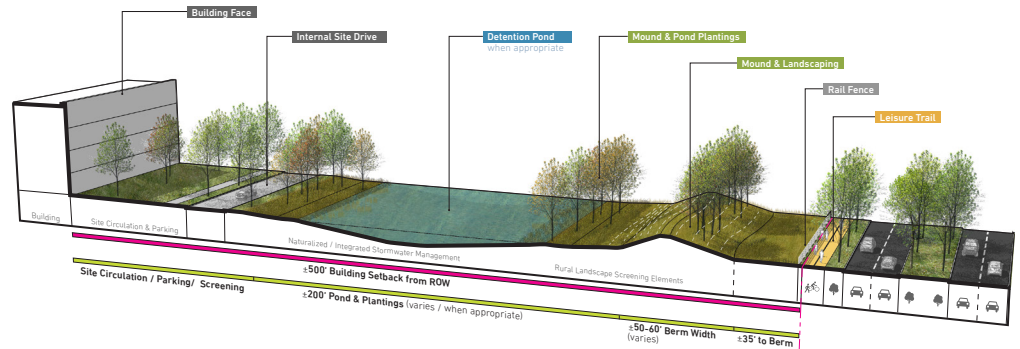 Building Face
Internal Site Drive
Detention Pond
when appropriate
Mound & Pond Plantings
Mound & Landscaping
Rail Fence
Leisure Trail
Building
Site Circulation & Parking
Naturalized / Integrated Stormwater Management
Rural Landscape Screening Elements
±500' Building Setback from ROW
Site Circulation / Parking/ Screening
±200' Pond & Plantings (varies / when appropriate)
±50-60' Berm Width
(varies)
±35' to Berm